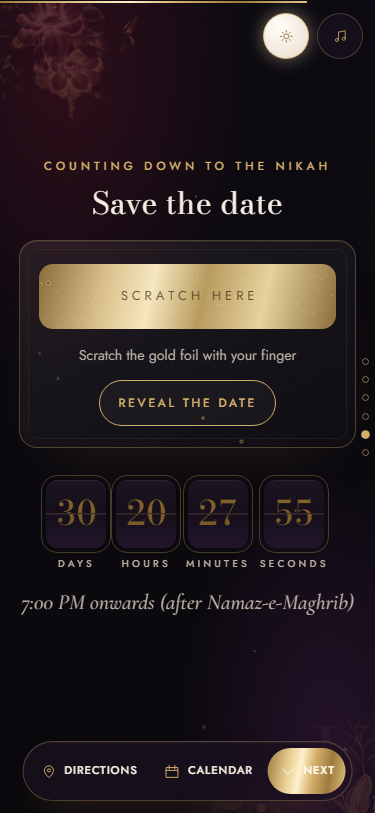 COUNTING DOWN TO THE NIKAH
Save the date
SCRATCH HERE
Scratch the gold foil with your finger
REVEAL THE DATE
30 20 27 55
DAYS HOURS MINUTES SECONDS
7:00 PM onwards (after Namaz-e-Maghrib)
DIRECTIONS CALENDAR NEXT